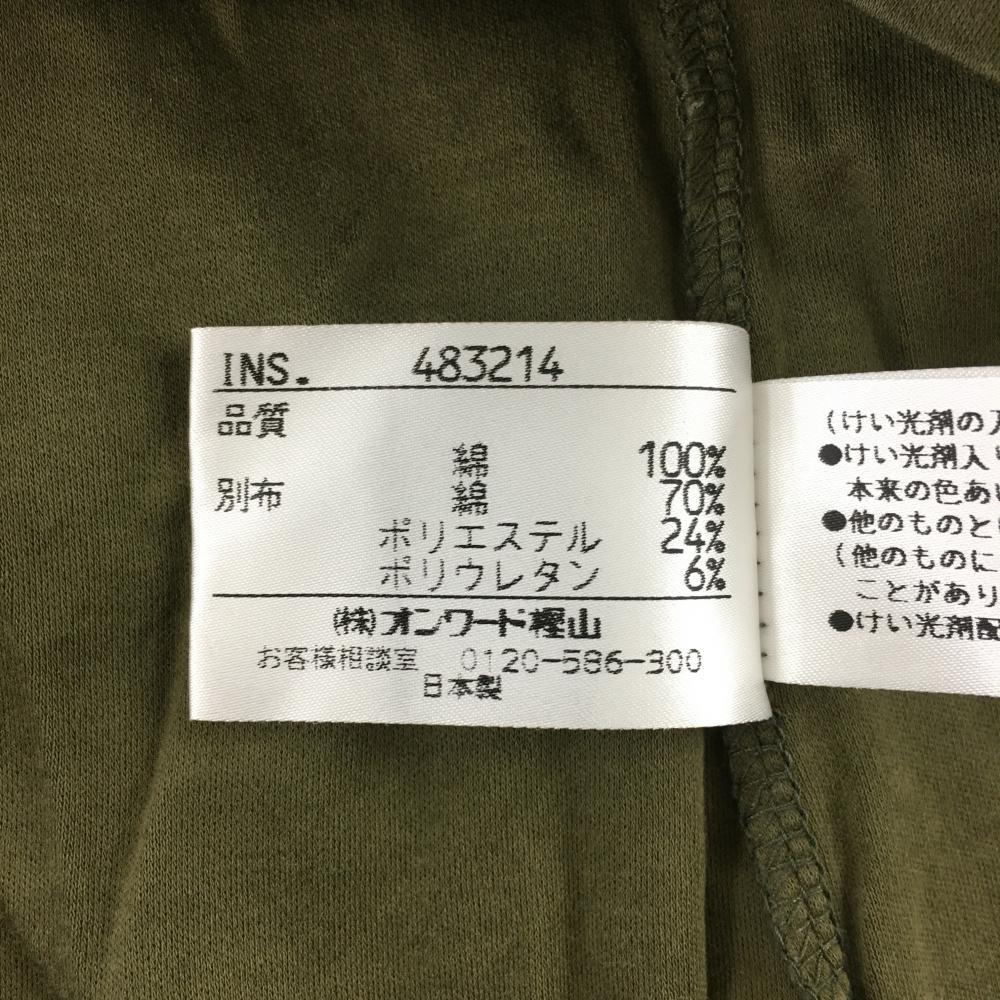 INS. 483214
品質
綿 100%
別布 綿 70%
ポリエステル 24%
ポリウレタン 6%
(株)オンワード樫山
お客様相談室 0120-586-300
日本製
(けい光剤の入
●けい光剤入り
本来の色あ
●他のものと
(他のものに
ことがあり
●けい光剤配